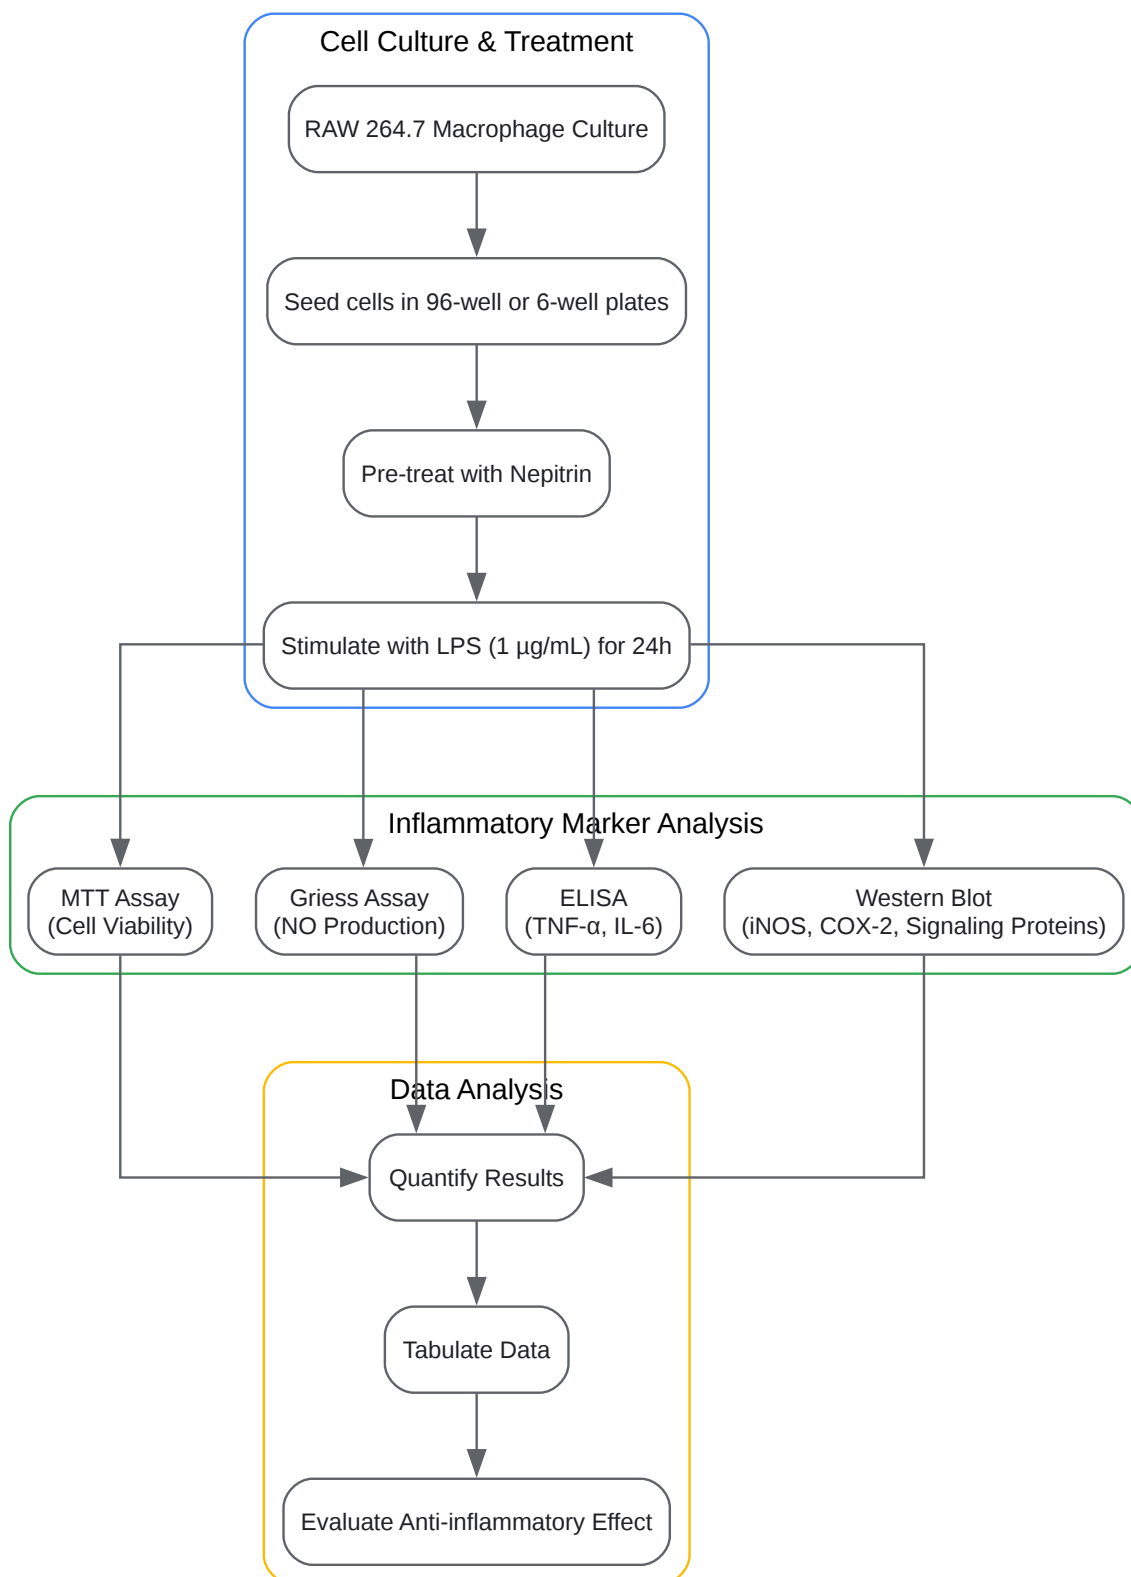 Cell Culture & Treatment
RAW 264.7 Macrophage Culture
Seed cells in 96-well or 6-well plates
Pre-treat with Nepitrin
Stimulate with LPS (1 µg/mL) for 24h
Inflammatory Marker Analysis
MTT Assay
(Cell Viability)
Griess Assay
(NO Production)
ELISA
(TNF-α, IL-6)
Western Blot
(iNOS, COX-2, Signaling Proteins)
Data Analysis
Quantify Results
Tabulate Data
Evaluate Anti-inflammatory Effect